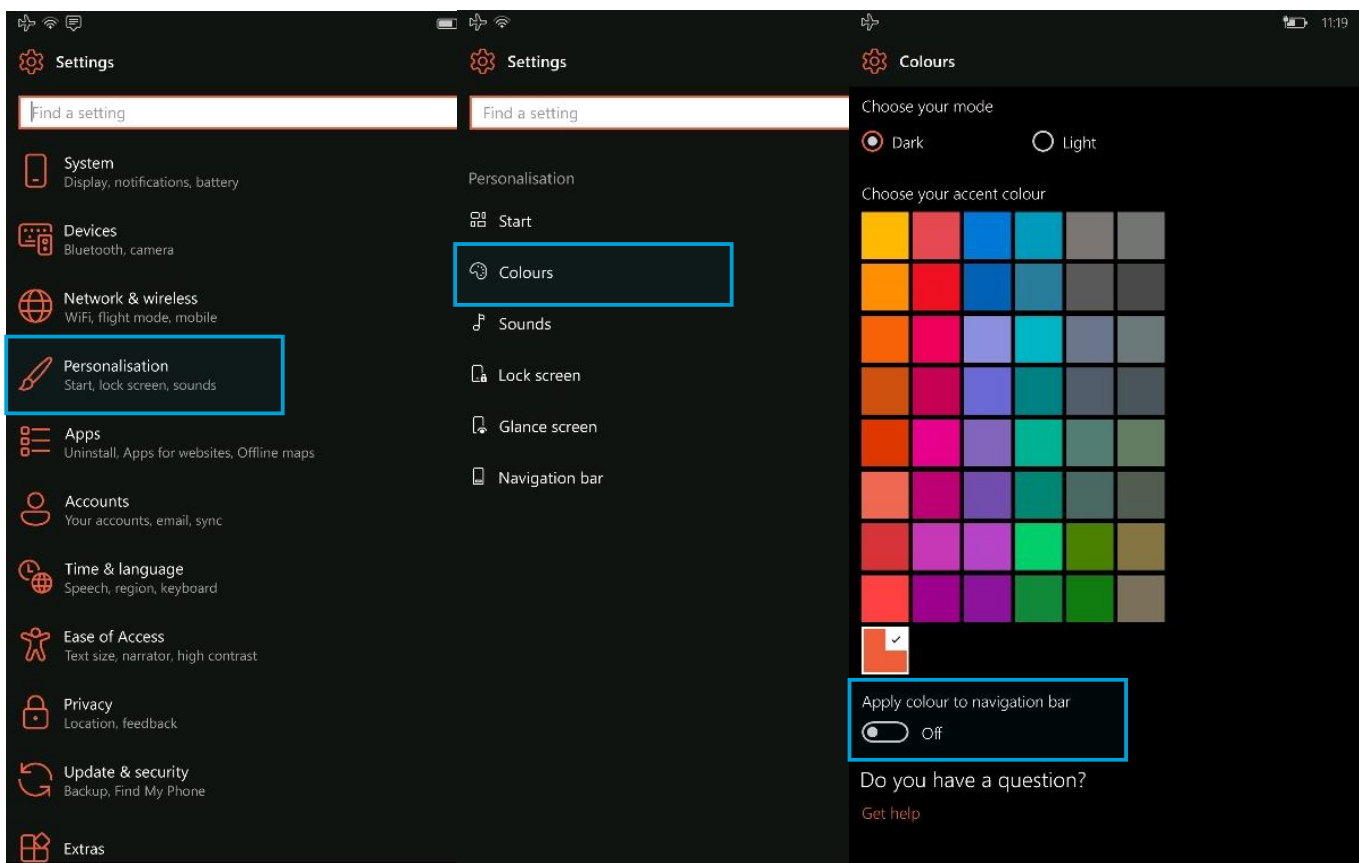 Settings
Find a setting
System
Display, notifications, battery
Devices
Bluetooth, camera
Network & wireless
WiFi, flight mode, mobile
Personalisation
Start, lock screen, sounds
Apps
Uninstall, Apps for websites, Offline maps
Accounts
Your accounts, email, sync
Time & language
Speech, region, keyboard
Ease of Access
Text size, narrator, high contrast
Privacy
Location, feedback
Update & security
Backup, Find My Phone
Extras
Settings
Find a setting
Personalisation
Start
Colours
Sounds
Lock screen
Glance screen
Navigation bar
11:19
Colours
Choose your mode
Dark Light
Choose your accent colour
Apply colour to navigation bar
Off
Do you have a question?
Get help